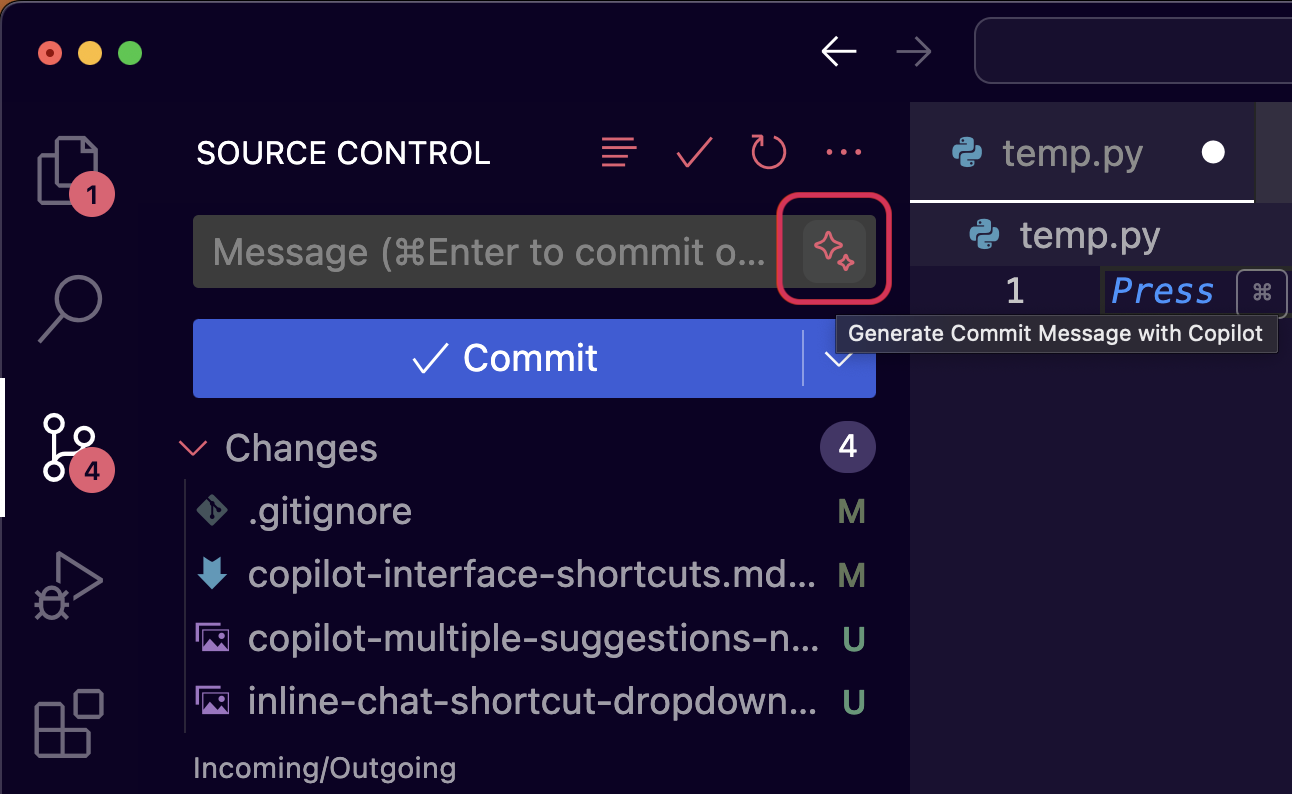 SOURCE CONTROL
1
Message (⌘Enter to commit o...
Commit
4
Changes
4
.gitignore
M
copilot-interface-shortcuts.md...
M
copilot-multiple-suggestions-n...
U
inline-chat-shortcut-dropdown...
U
Incoming/Outgoing
temp.py
temp.py
1
Press ⌘
Generate Commit Message with Copilot